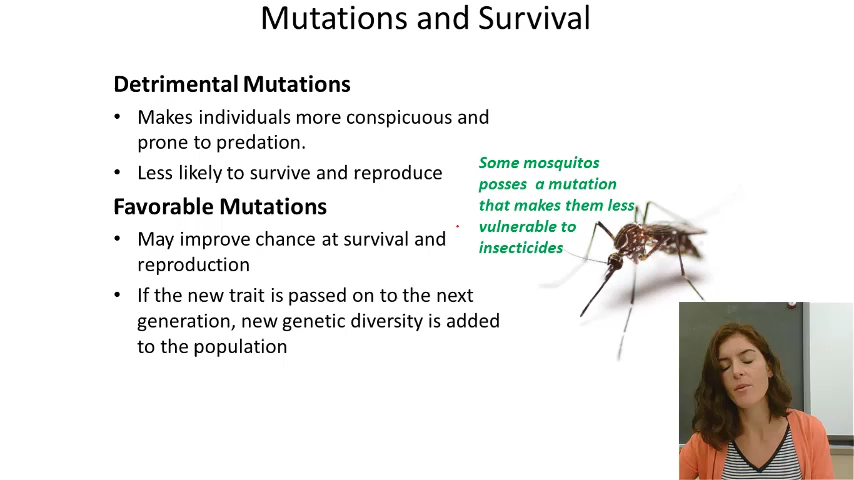 Mutations and Survival
Detrimental Mutations
• Makes individuals more conspicuous and
prone to predation.
• Less likely to survive and reproduce
Favorable Mutations
• May improve chance at survival and
reproduction
• If the new trait is passed on to the next
generation, new genetic diversity is added
to the population
Some mosquitos
posses a mutation
that makes them less
vulnerable to
insecticides